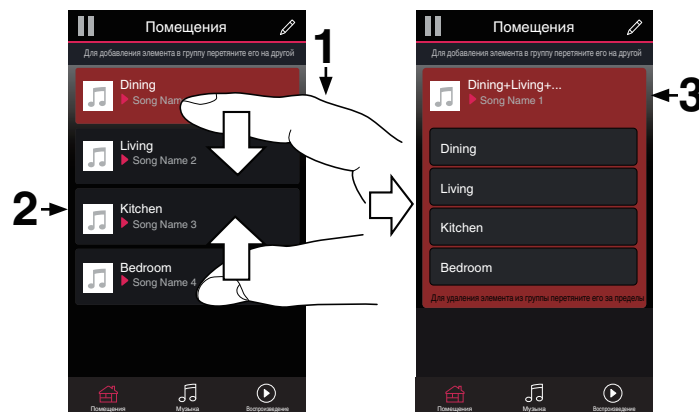 Помещения
Для добавления элемента в группу перетяните его на другой
1
Dining
Song Nam
Living
Song Name 2
2
Kitchen
Song Name 3
Bedroom
Song Name 4
Помещения
Музыка
Воспроизведение
Помещения
Для добавления элемента в группу перетяните его на другой
Dining+Living+...
Song Name 1
3
Dining
Living
Kitchen
Bedroom
Для удаления элемента из группы перетяните его за пределы
Помещения
Музыка
Воспроизведение